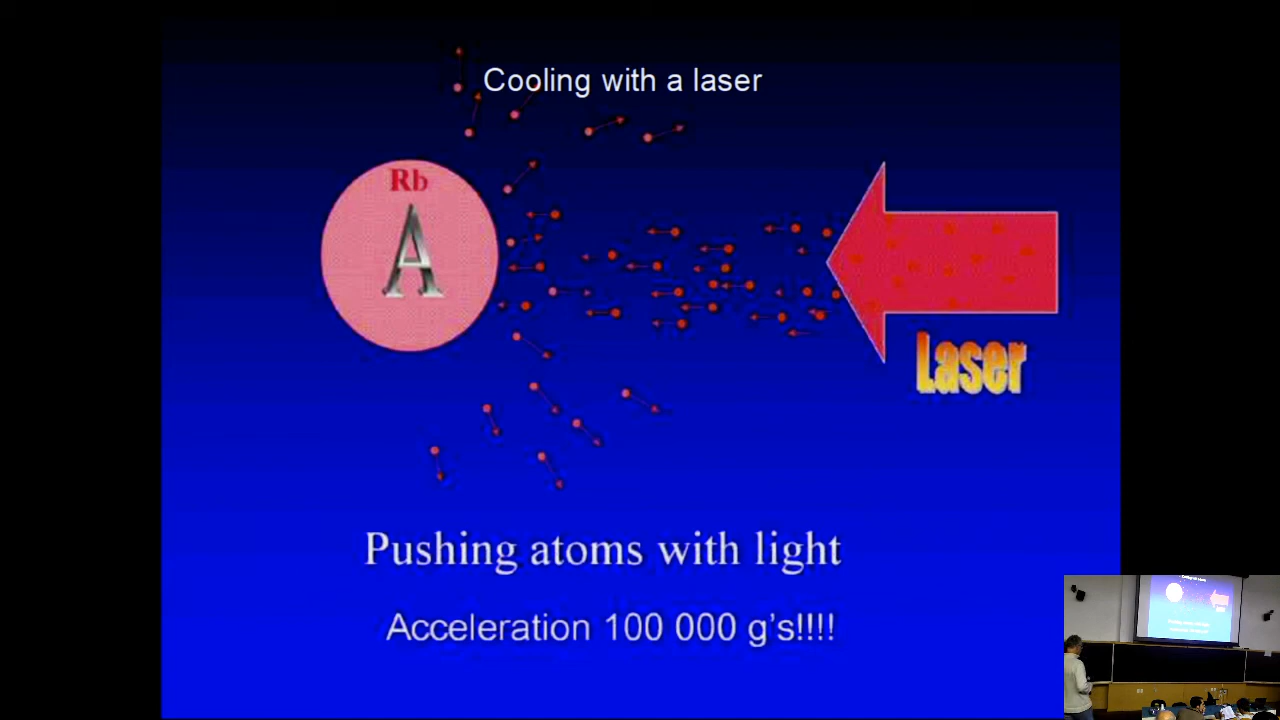 Cooling with a laser
Rb
A
Laser
Pushing atoms with light
Acceleration 100 000 g's!!!!